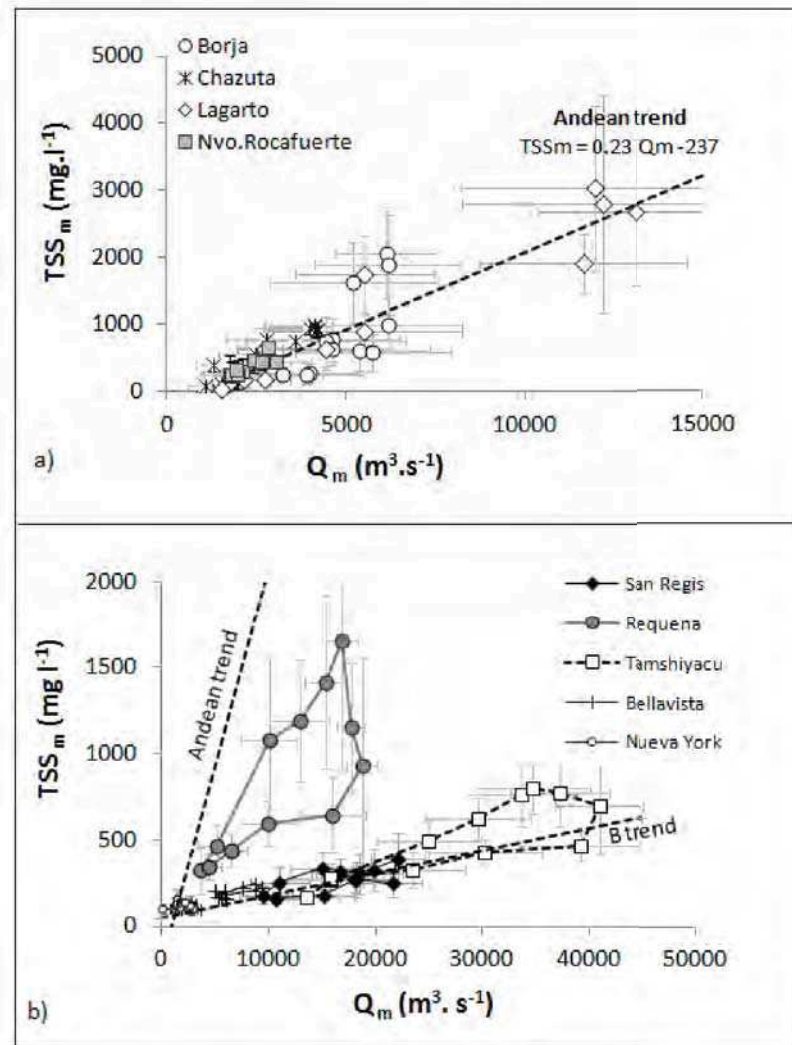 Borja
Chazuta
Lagarto
Nvo.Rocafuerte
Andean trend
TSSm = 0.23 Qm -237
5000
4000
3000
2000
1000
0
TSS m (mg.l-1)
0 5000 10000 15000
Q m (m3.s-1)
a)
San Regis
Requena
Tamshiyacu
Bellavista
Nueva York
2000
1500
1000
500
0
TSS m (mg l-1)
Andean trend
B trend
0 10000 20000 30000 40000 50000
Q m (m3. s-1)
b)